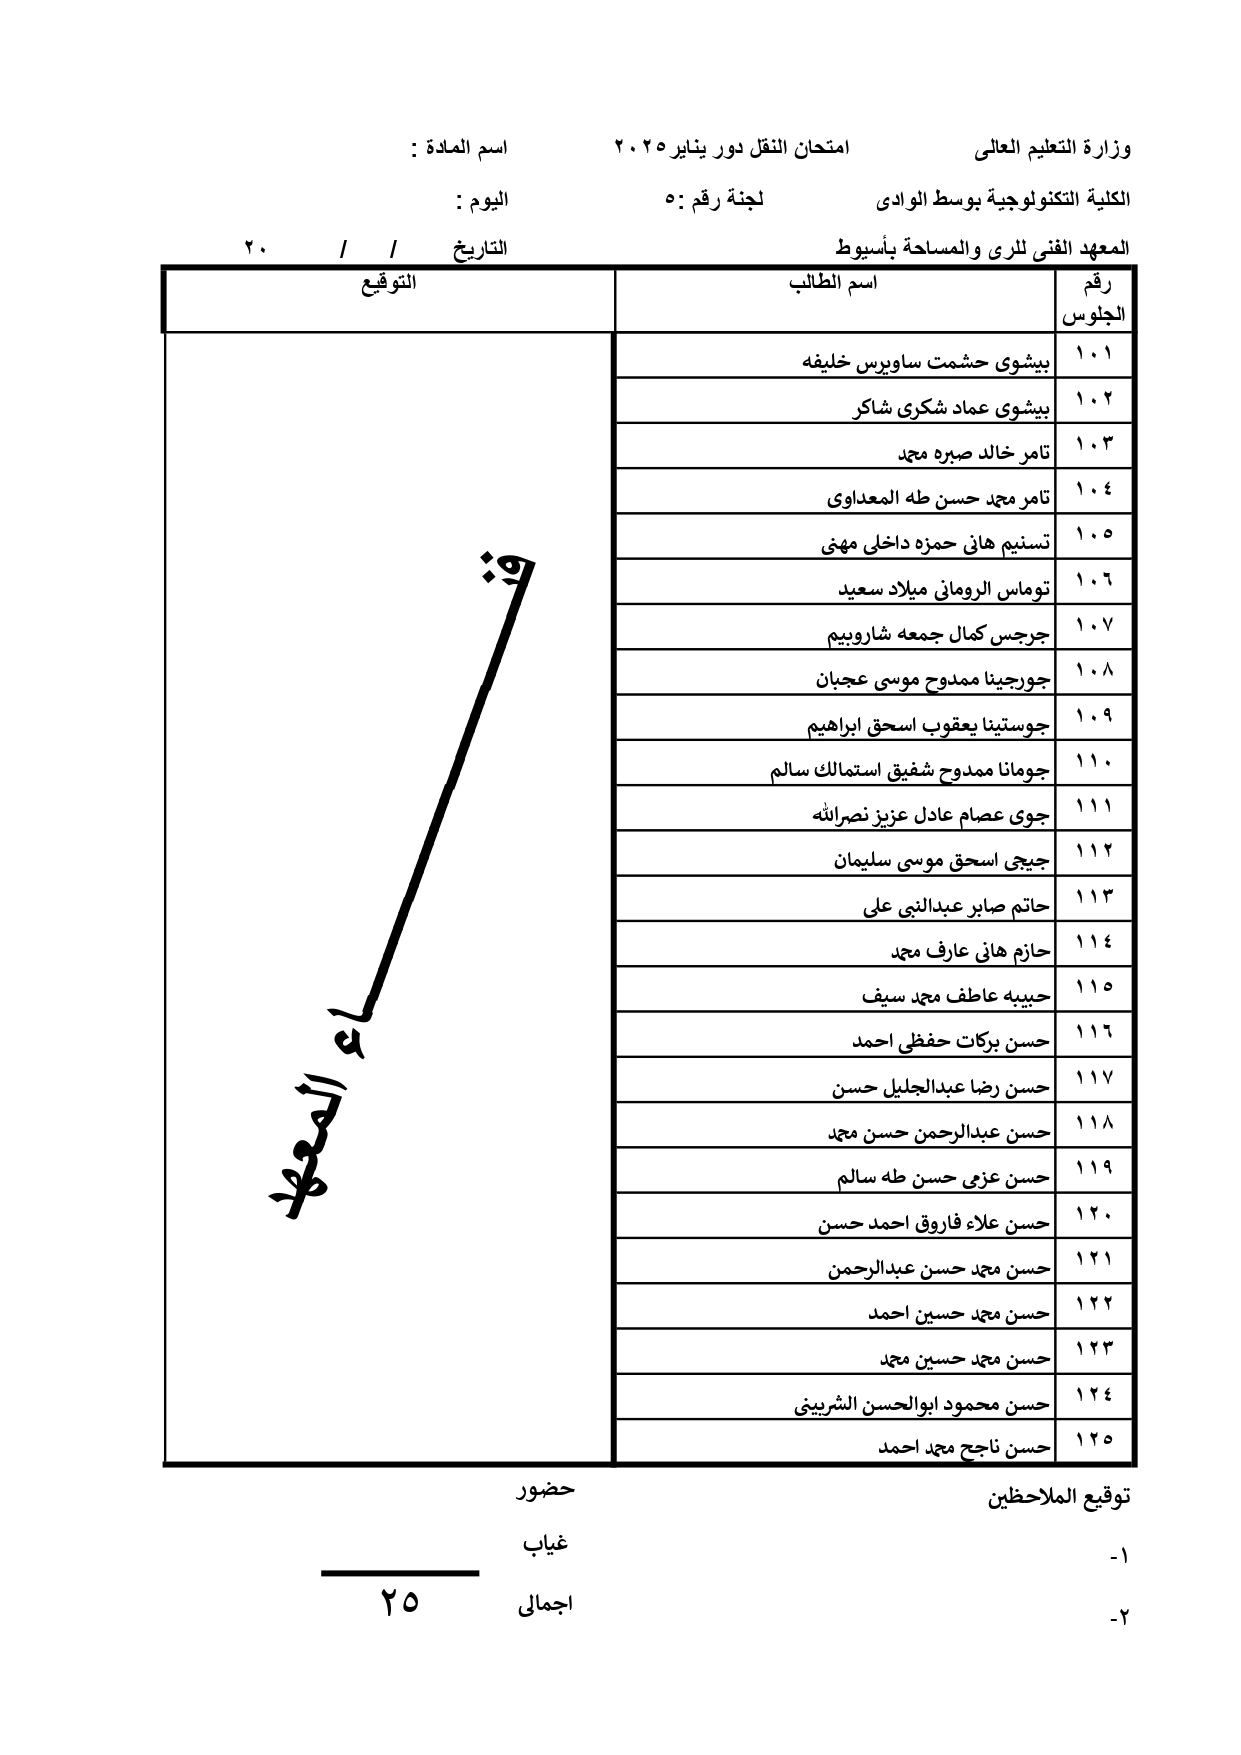 وزارة التعليم العالى امتحان النقل دور يناير ٢٠٢٥ اسم المادة :
الكلية التكنولوجية بوسط الوادى لجنة رقم :٥ اليوم :
المعهد الفنى للرى والمساحة بأسيوط التاريخ / / ٢٠
رقم الجلوس اسم الطالب التوقيع
١٠١ بيشوى حشمت ساويرس خليفه
١٠٢ بيشوى عماد شكرى شاكر
١٠٣ تامر خالد صبره محمد
١٠٤ تامر محمد حسن طه المعداوى
١٠٥ تسنيم هانى حمزه داخلى مهنى
١٠٦ توماس الرومانى ميلاد سعيد
١٠٧ جرجس كمال جمعه شاروبيم
١٠٨ جورجينا ممدوح موسى عجبان
١٠٩ جوستينا يعقوب اسحق ابراهيم
١١٠ جومانا ممدوح شفيق استمالك سالم
١١١ جوى عصام عادل عزيز نصرالله
١١٢ جيجى اسحق موسى سليمان
١١٣ حاتم صابر عبدالنبى على
١١٤ حازم هانى عارف محمد
١١٥ حبيبه عاطف محمد سيف
١١٦ حسن بركات حفظى احمد
١١٧ حسن رضا عبدالجليل حسن
١١٨ حسن عبدالرحمن حسن محمد
١١٩ حسن عزمى حسن طه سالم
١٢٠ حسن علاء فاروق احمد حسن
١٢١ حسن محمد حسن عبدالرحمن
١٢٢ حسن محمد حسين احمد
١٢٣ حسن محمد حسين محمد
١٢٤ حسن محمود ابوالحسن الشربينى
١٢٥ حسن ناجح محمد احمد
فنـــاء المعهد
توقيع الملاحظين حضور
١- غياب
٢- اجمالى ٢٥